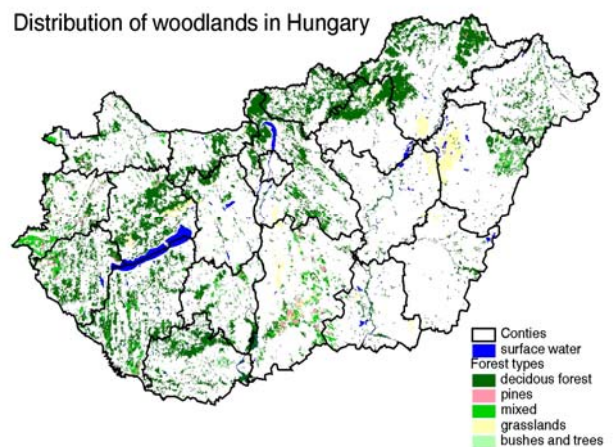 Distribution of woodlands in Hungary
Conties
surface water
Forest types
decidous forest
pines
mixed
grasslands
bushes and trees